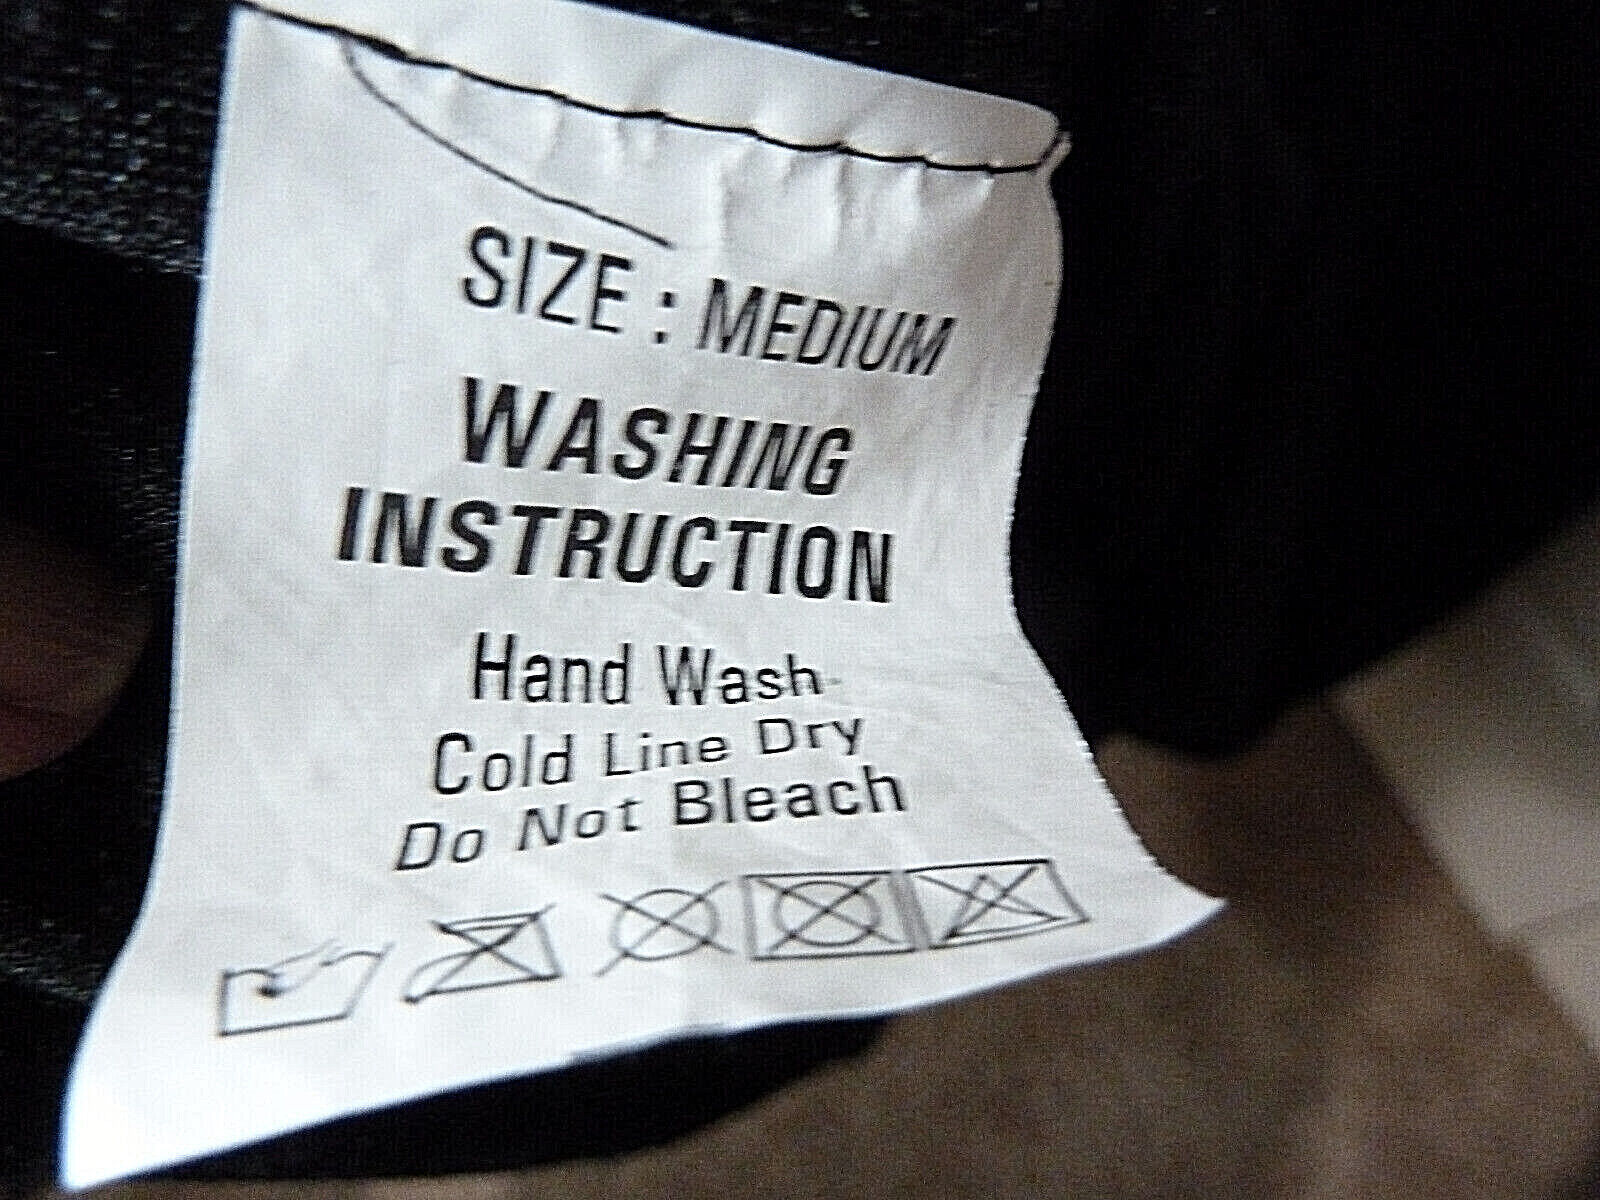 SIZE : MEDIUM
WASHING
INSTRUCTION
Hand Wash-
Cold Line Dry
Do Not Bleach